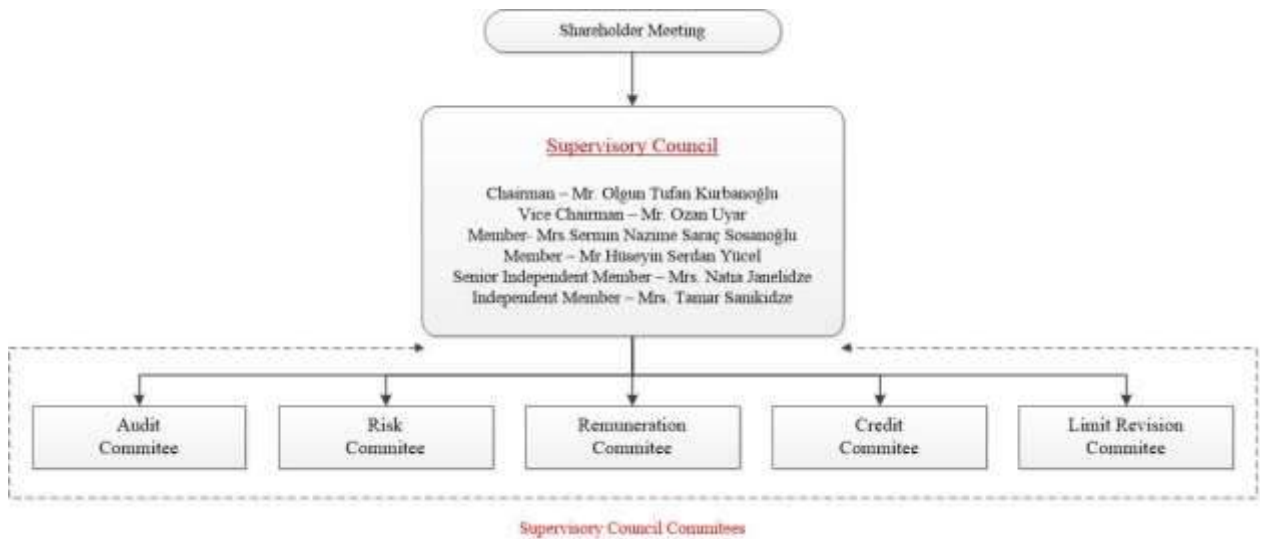 Shareholder Meeting
Supervisory Council
Chairman – Mr. Olgun Tufan Kurbanoğlu
Vice Chairman – Mr. Ozan Uyar
Member- Mrs.Sermin Nazime Saraç Sosanoğlu
Member – Mr.Hüseyin Serdan Yücel
Senior Independent Member – Mrs. Natia Janelidze
Independent Member – Mrs. Tamar Sanikidze
Audit
Commitee
Risk
Commitee
Remuneration
Commitee
Credit
Commitee
Limit Revision
Commitee
Supervisory Council Commitees